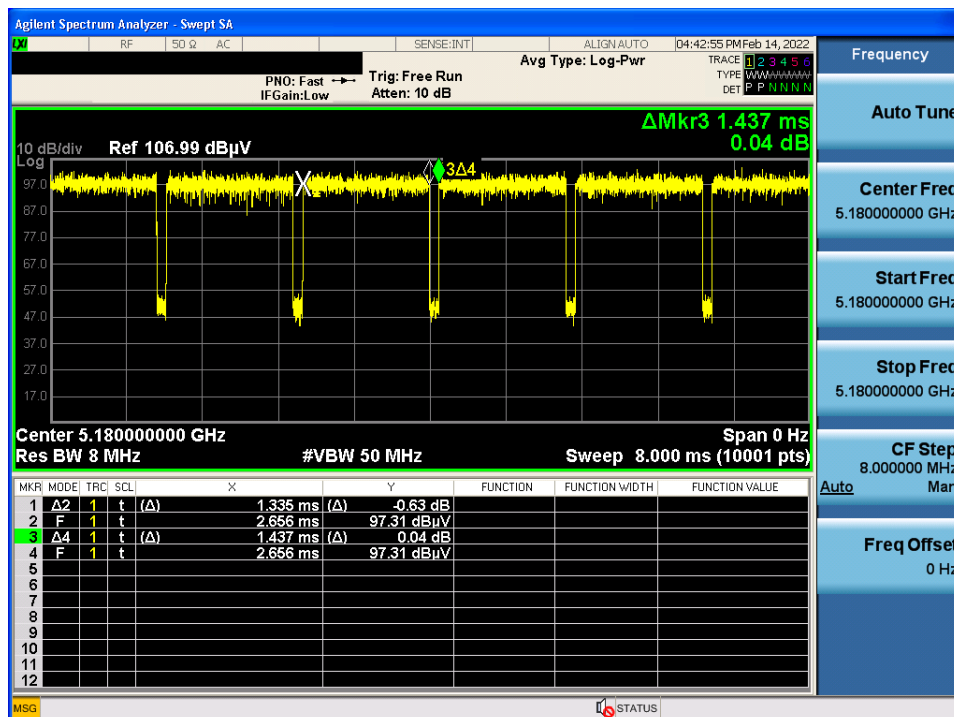 Agilent Spectrum Analyzer - Swept SA
LXI RF 50 Ω AC SENSE:INT ALIGN AUTO 04:42:55 PM Feb 14, 2022
Frequency
PNO: Fast
IFGain:Low
Trig: Free Run
Atten: 10 dB
Avg Type: Log-Pwr
TRACE 1 2 3 4 5 6
TYPE
DET P P N N N N
Auto Tune
ΔMkr3 1.437 ms
0.04 dB
10 dB/div
Log
Ref 106.99 dBµV
3Δ4
97.0
87.0
77.0
67.0
57.0
47.0
37.0
27.0
17.0
Center Freq
5.180000000 GHz
Start Freq
5.180000000 GHz
Stop Freq
5.180000000 GHz
Center 5.180000000 GHz Span 0 Hz
Res BW 8 MHz #VBW 50 MHz Sweep 8.000 ms (10001 pts)
CF Step
8.000000 MHz
Auto Man
Freq Offset
0 Hz
MKR MODE TRC SCL X Y FUNCTION FUNCTION WIDTH FUNCTION VALUE
1 Δ2 1 t (Δ) 1.335 ms (Δ) -0.63 dB
2 F 1 t 2.656 ms 97.31 dBµV
3 Δ4 1 t (Δ) 1.437 ms (Δ) 0.04 dB
4 F 1 t 2.656 ms 97.31 dBµV
5
6
7
8
9
10
11
12
MSG STATUS